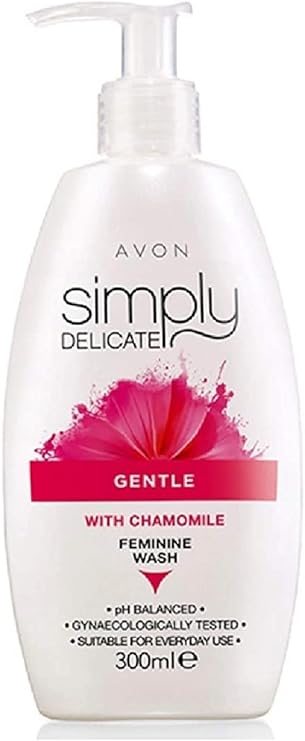 AVON
simply
DELICATE
GENTLE
WITH CHAMOMILE
FEMININE
WASH
• pH BALANCED •
• GYNAECOLOGICALLY TESTED •
• SUITABLE FOR EVERYDAY USE •
300ml℮